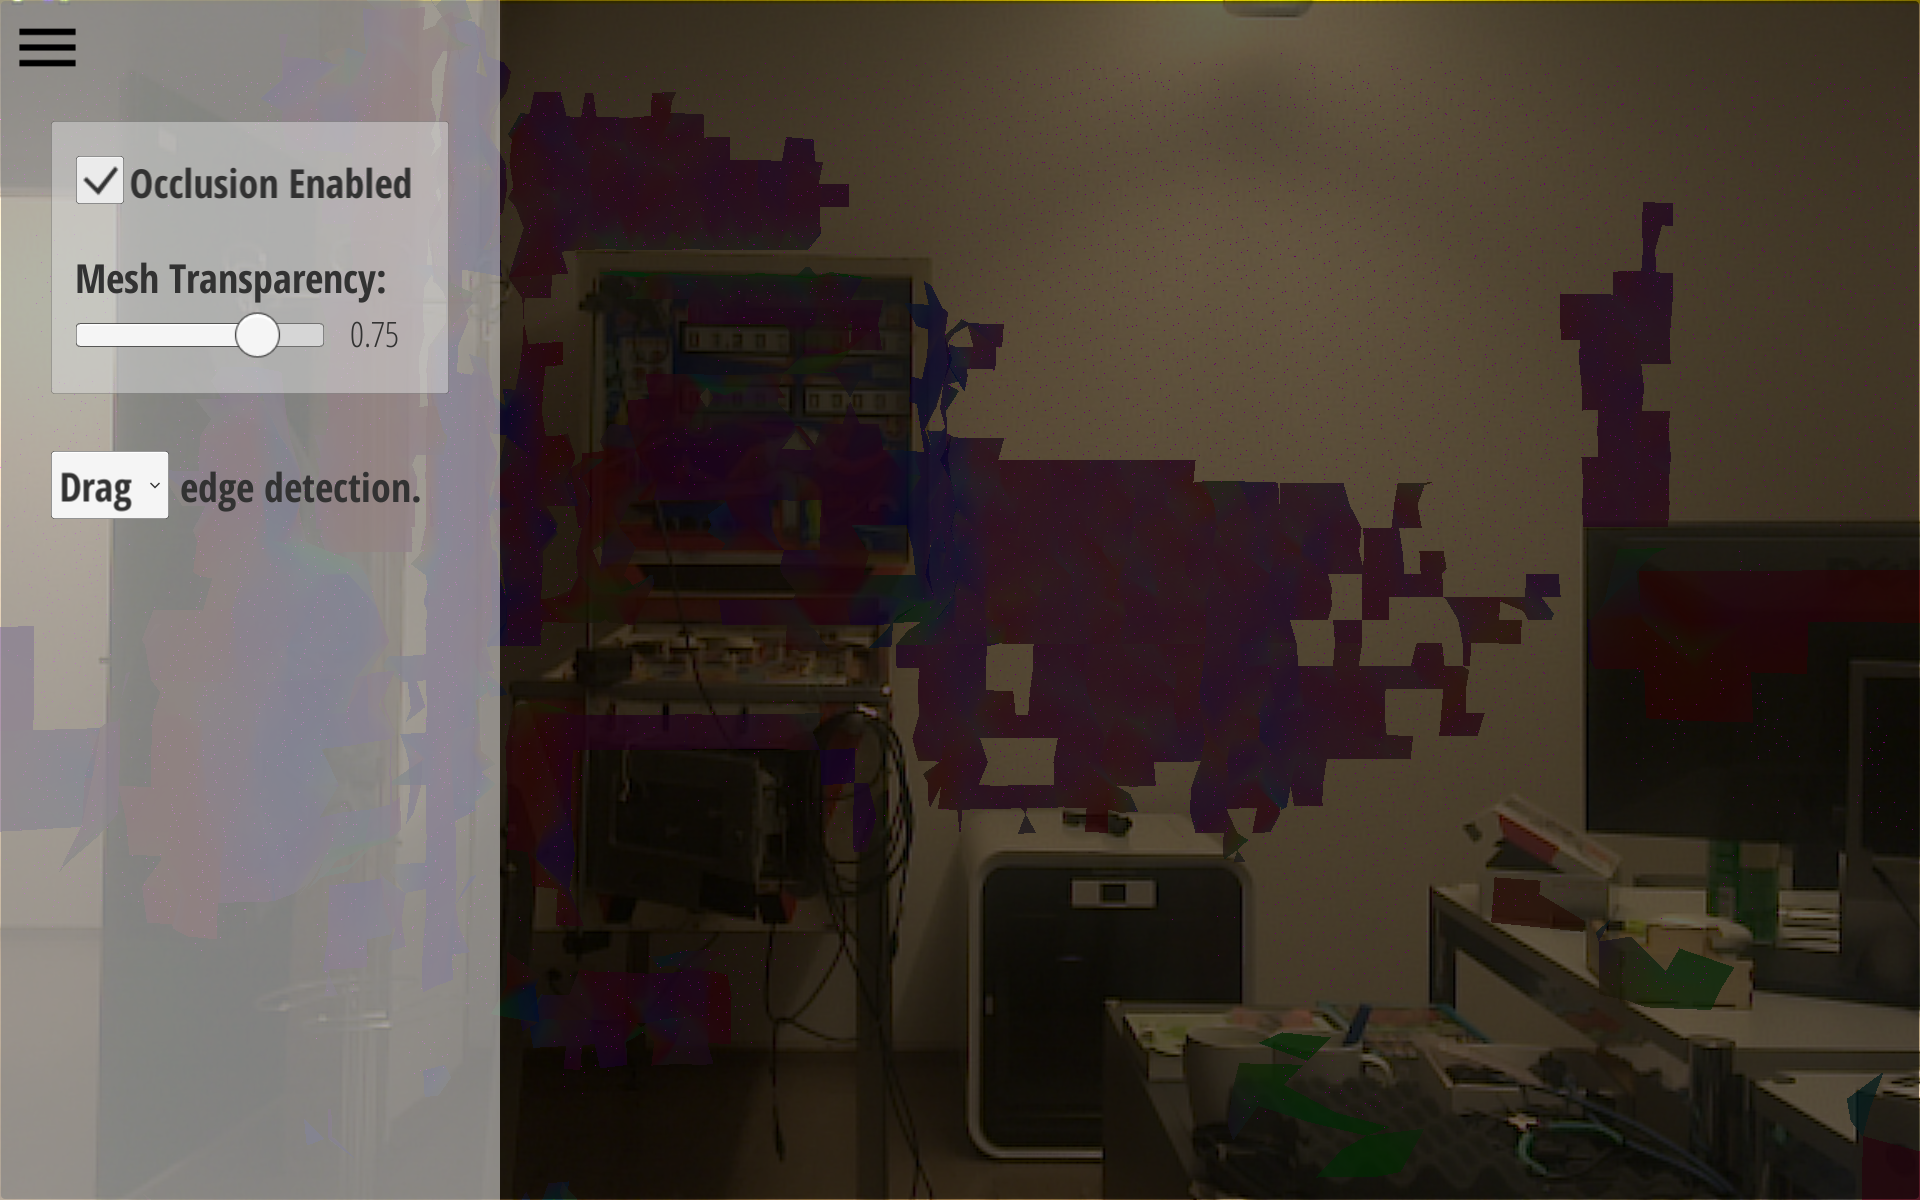 Occlusion Enabled
Mesh Transparency:
0.75
Drag edge detection.